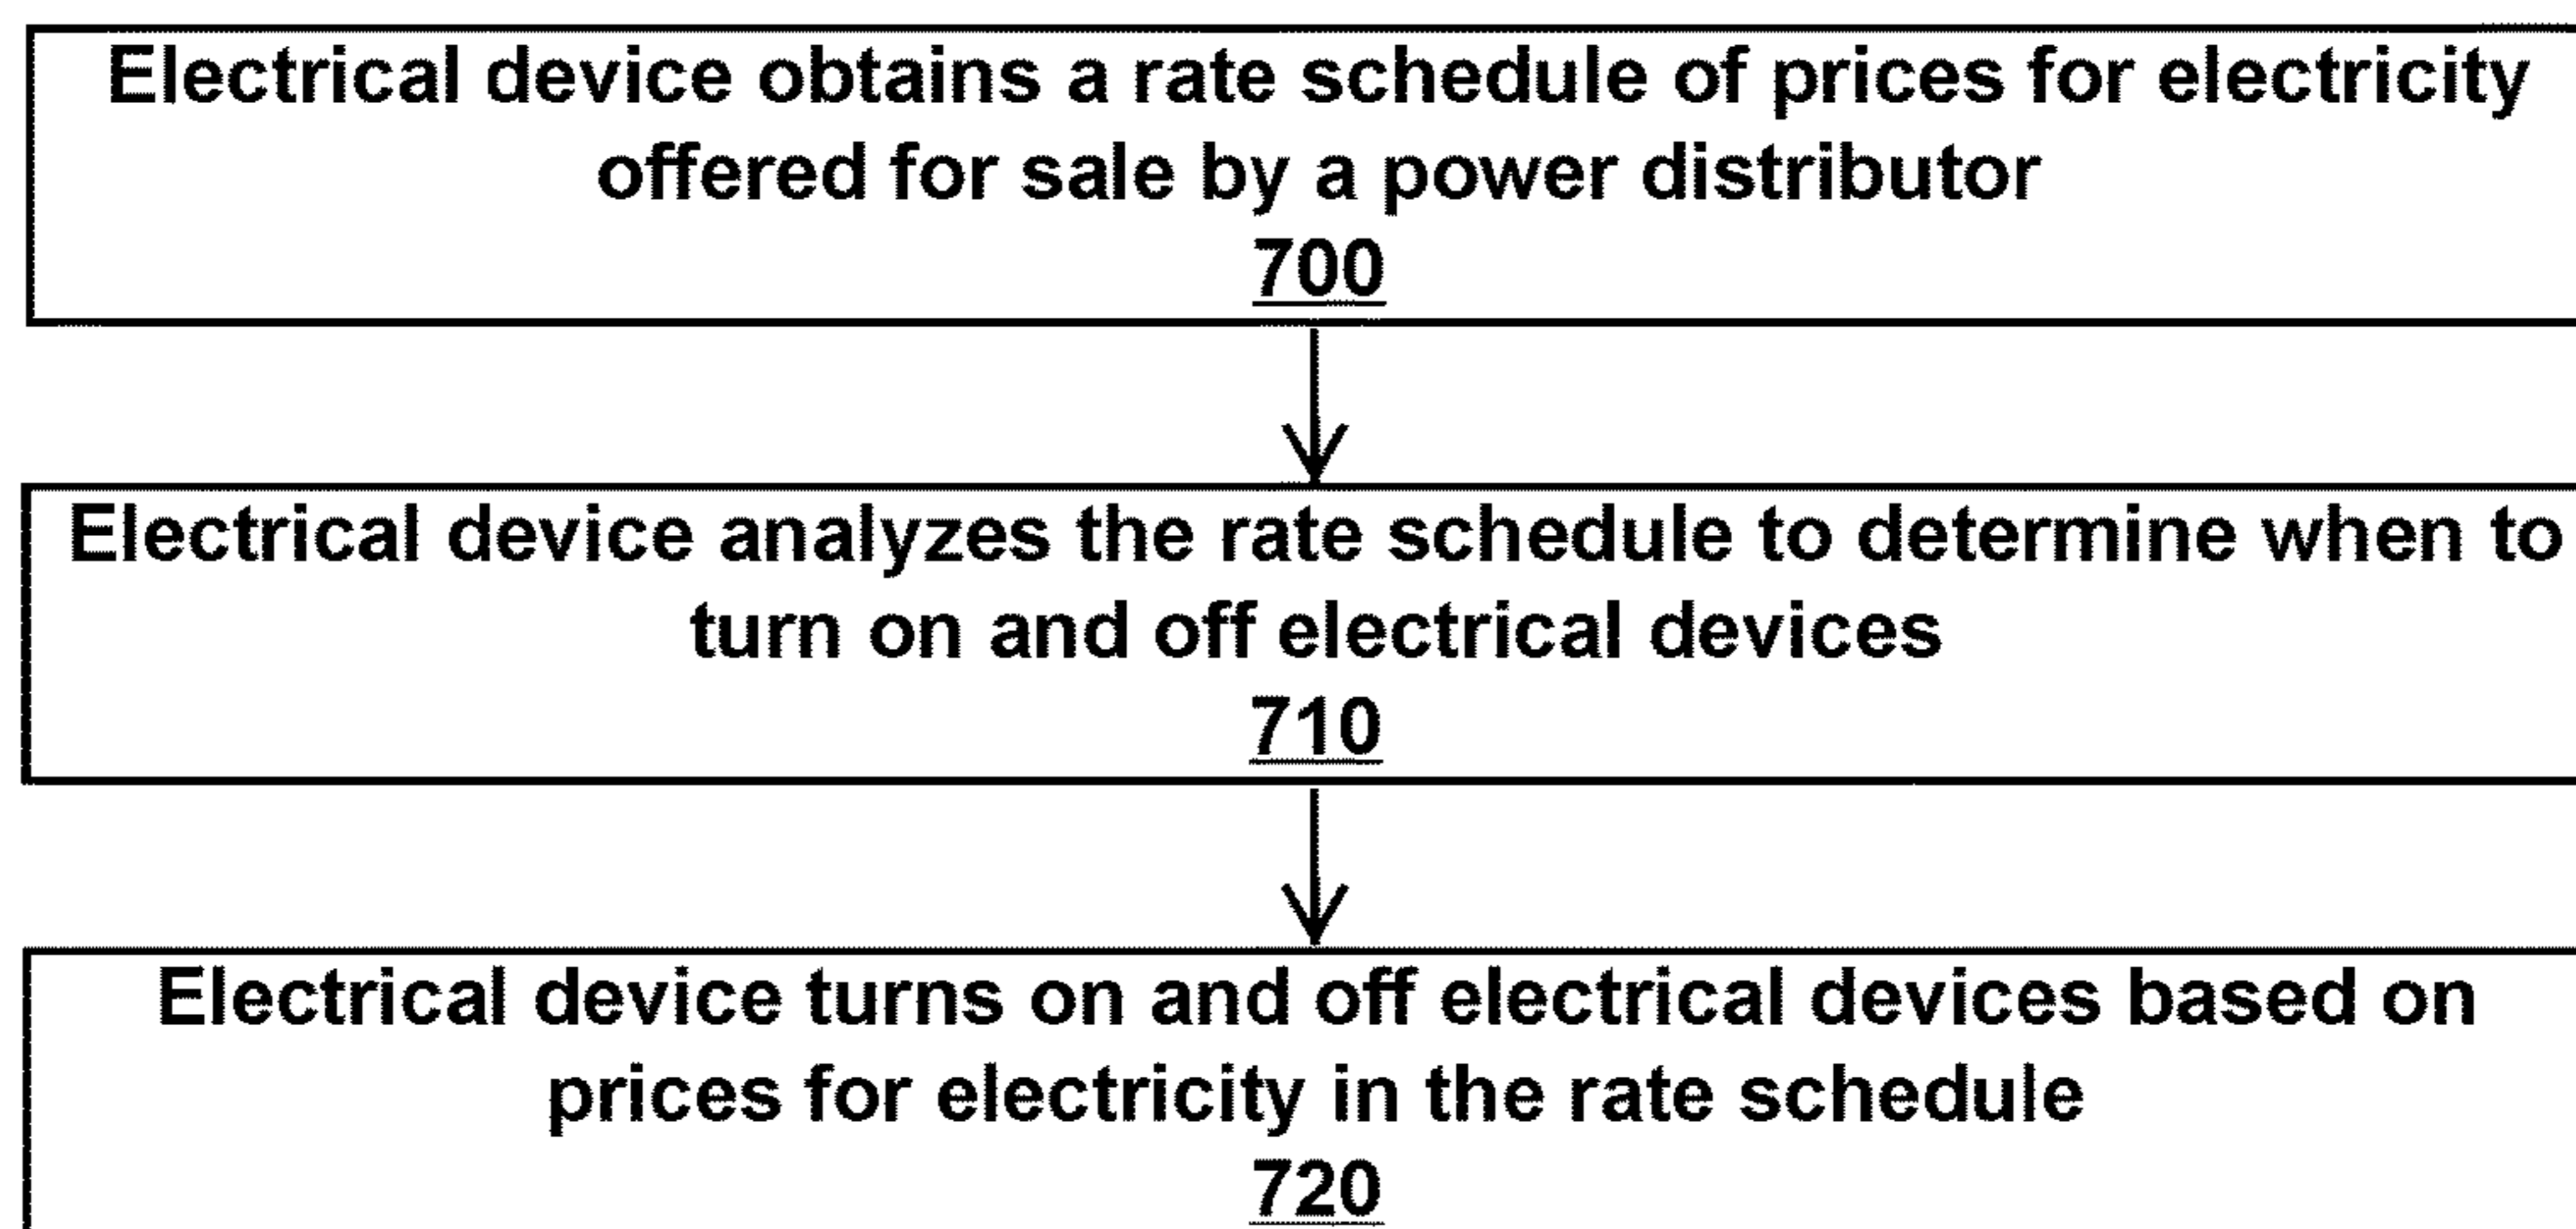 Electrical device obtains a rate schedule of prices for electricity
offered for sale by a power distributor
700
Electrical device analyzes the rate schedule to determine when to
turn on and off electrical devices
710
Electrical device turns on and off electrical devices based on
prices for electricity in the rate schedule
720